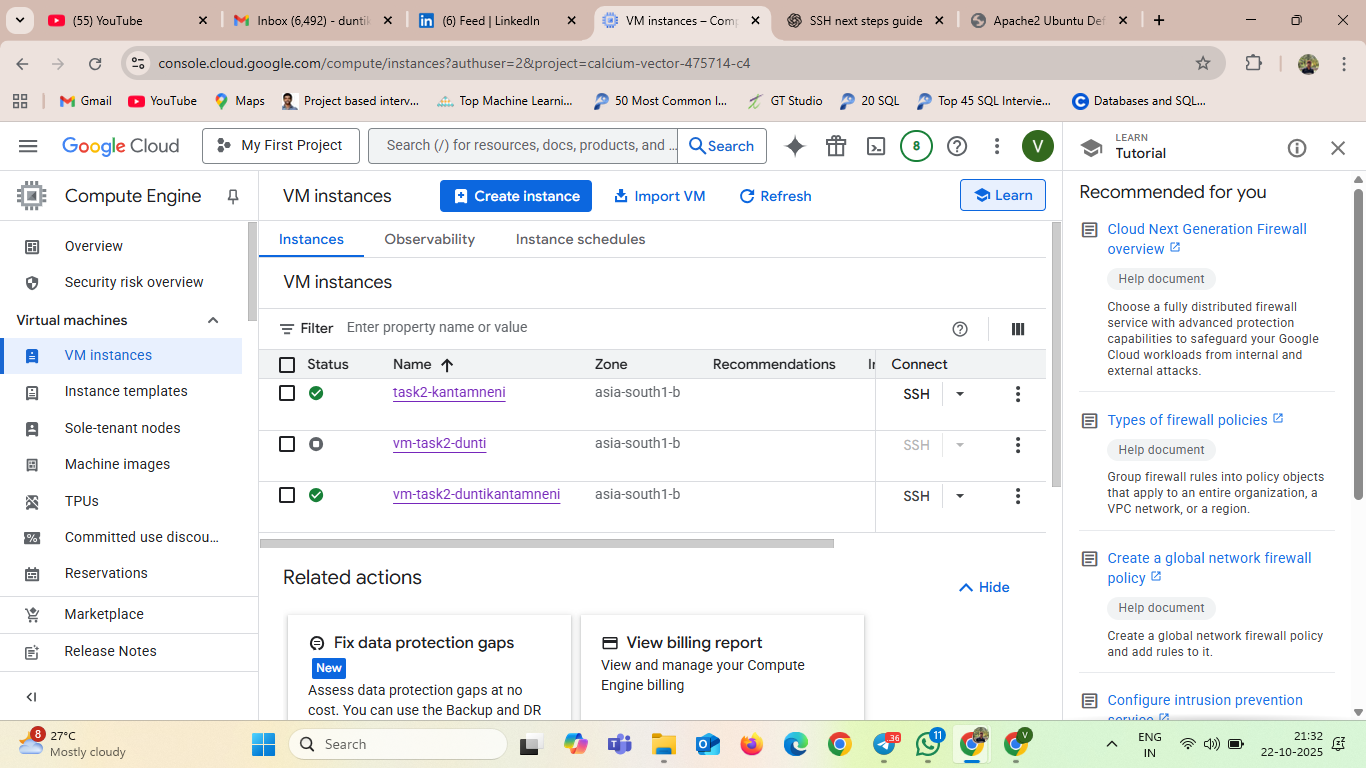 (55) YouTube
Inbox (6,492) - duntik
(6) Feed | LinkedIn
VM instances – Comp
SSH next steps guide
Apache2 Ubuntu Def
console.cloud.google.com/compute/instances?authuser=2&project=calcium-vector-475714-c4
Gmail
YouTube
Maps
Project based interv...
Top Machine Learni...
50 Most Common I...
GT Studio
20 SQL
Top 45 SQL Intervie...
Databases and SQL...
Google Cloud
My First Project
Search (/) for resources, docs, products, and ...
Search
8
V
LEARN
Tutorial
Compute Engine
VM instances
Create instance
Import VM
Refresh
Learn
Overview
Security risk overview
Virtual machines
VM instances
Instance templates
Sole-tenant nodes
Machine images
TPUs
Committed use discou...
Reservations
Marketplace
Release Notes
Instances
Observability
Instance schedules
VM instances
Filter
Enter property name or value
Status
Name
Zone
Recommendations
Connect
task2-kantamneni
asia-south1-b
SSH
vm-task2-dunti
asia-south1-b
SSH
vm-task2-duntikantamneni
asia-south1-b
SSH
Related actions
Hide
Fix data protection gaps
New
Assess data protection gaps at no
cost. You can use the Backup and DR
View billing report
View and manage your Compute
Engine billing
Recommended for you
Cloud Next Generation Firewall
overview
Help document
Choose a fully distributed firewall
service with advanced protection
capabilities to safeguard your Google
Cloud workloads from internal and
external attacks.
Types of firewall policies
Help document
Group firewall rules into policy objects
that apply to an entire organization, a
VPC network, or a region.
Create a global network firewall
policy
Help document
Create a global network firewall policy
and add rules to it.
Configure intrusion prevention
service
8
27°C
Mostly cloudy
Search
.36
11
V
ENG
IN
21:32
22-10-2025